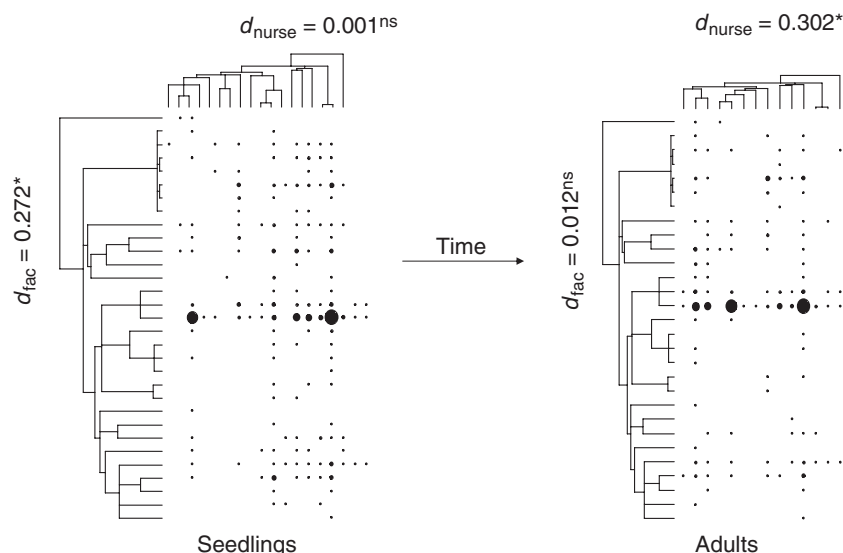 d_nurse = 0.001^ns
d_nurse = 0.302*
d_fac = 0.272*
Time
d_fac = 0.012^ns
Seedlings
Adults